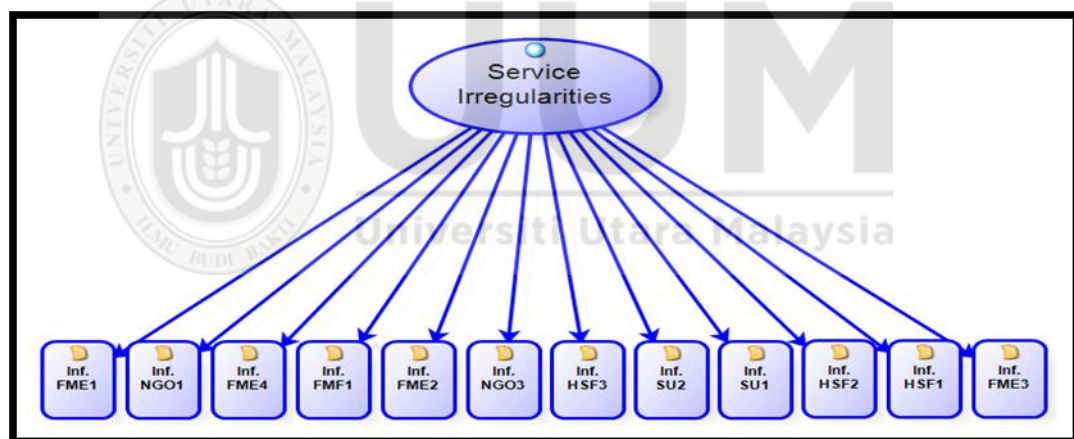 UNIVERSITI UTARA MALAYSIA
ILMU BUDI BAKTI
UUM
Universiti Utara Malaysia
Service
Irregularities
Inf.
FME1
Inf.
NGO1
Inf.
FME4
Inf.
FMF1
Inf.
FME2
Inf.
NGO3
Inf.
HSF3
Inf.
SU2
Inf.
SU1
Inf.
HSF2
Inf.
HSF1
Inf.
FME3